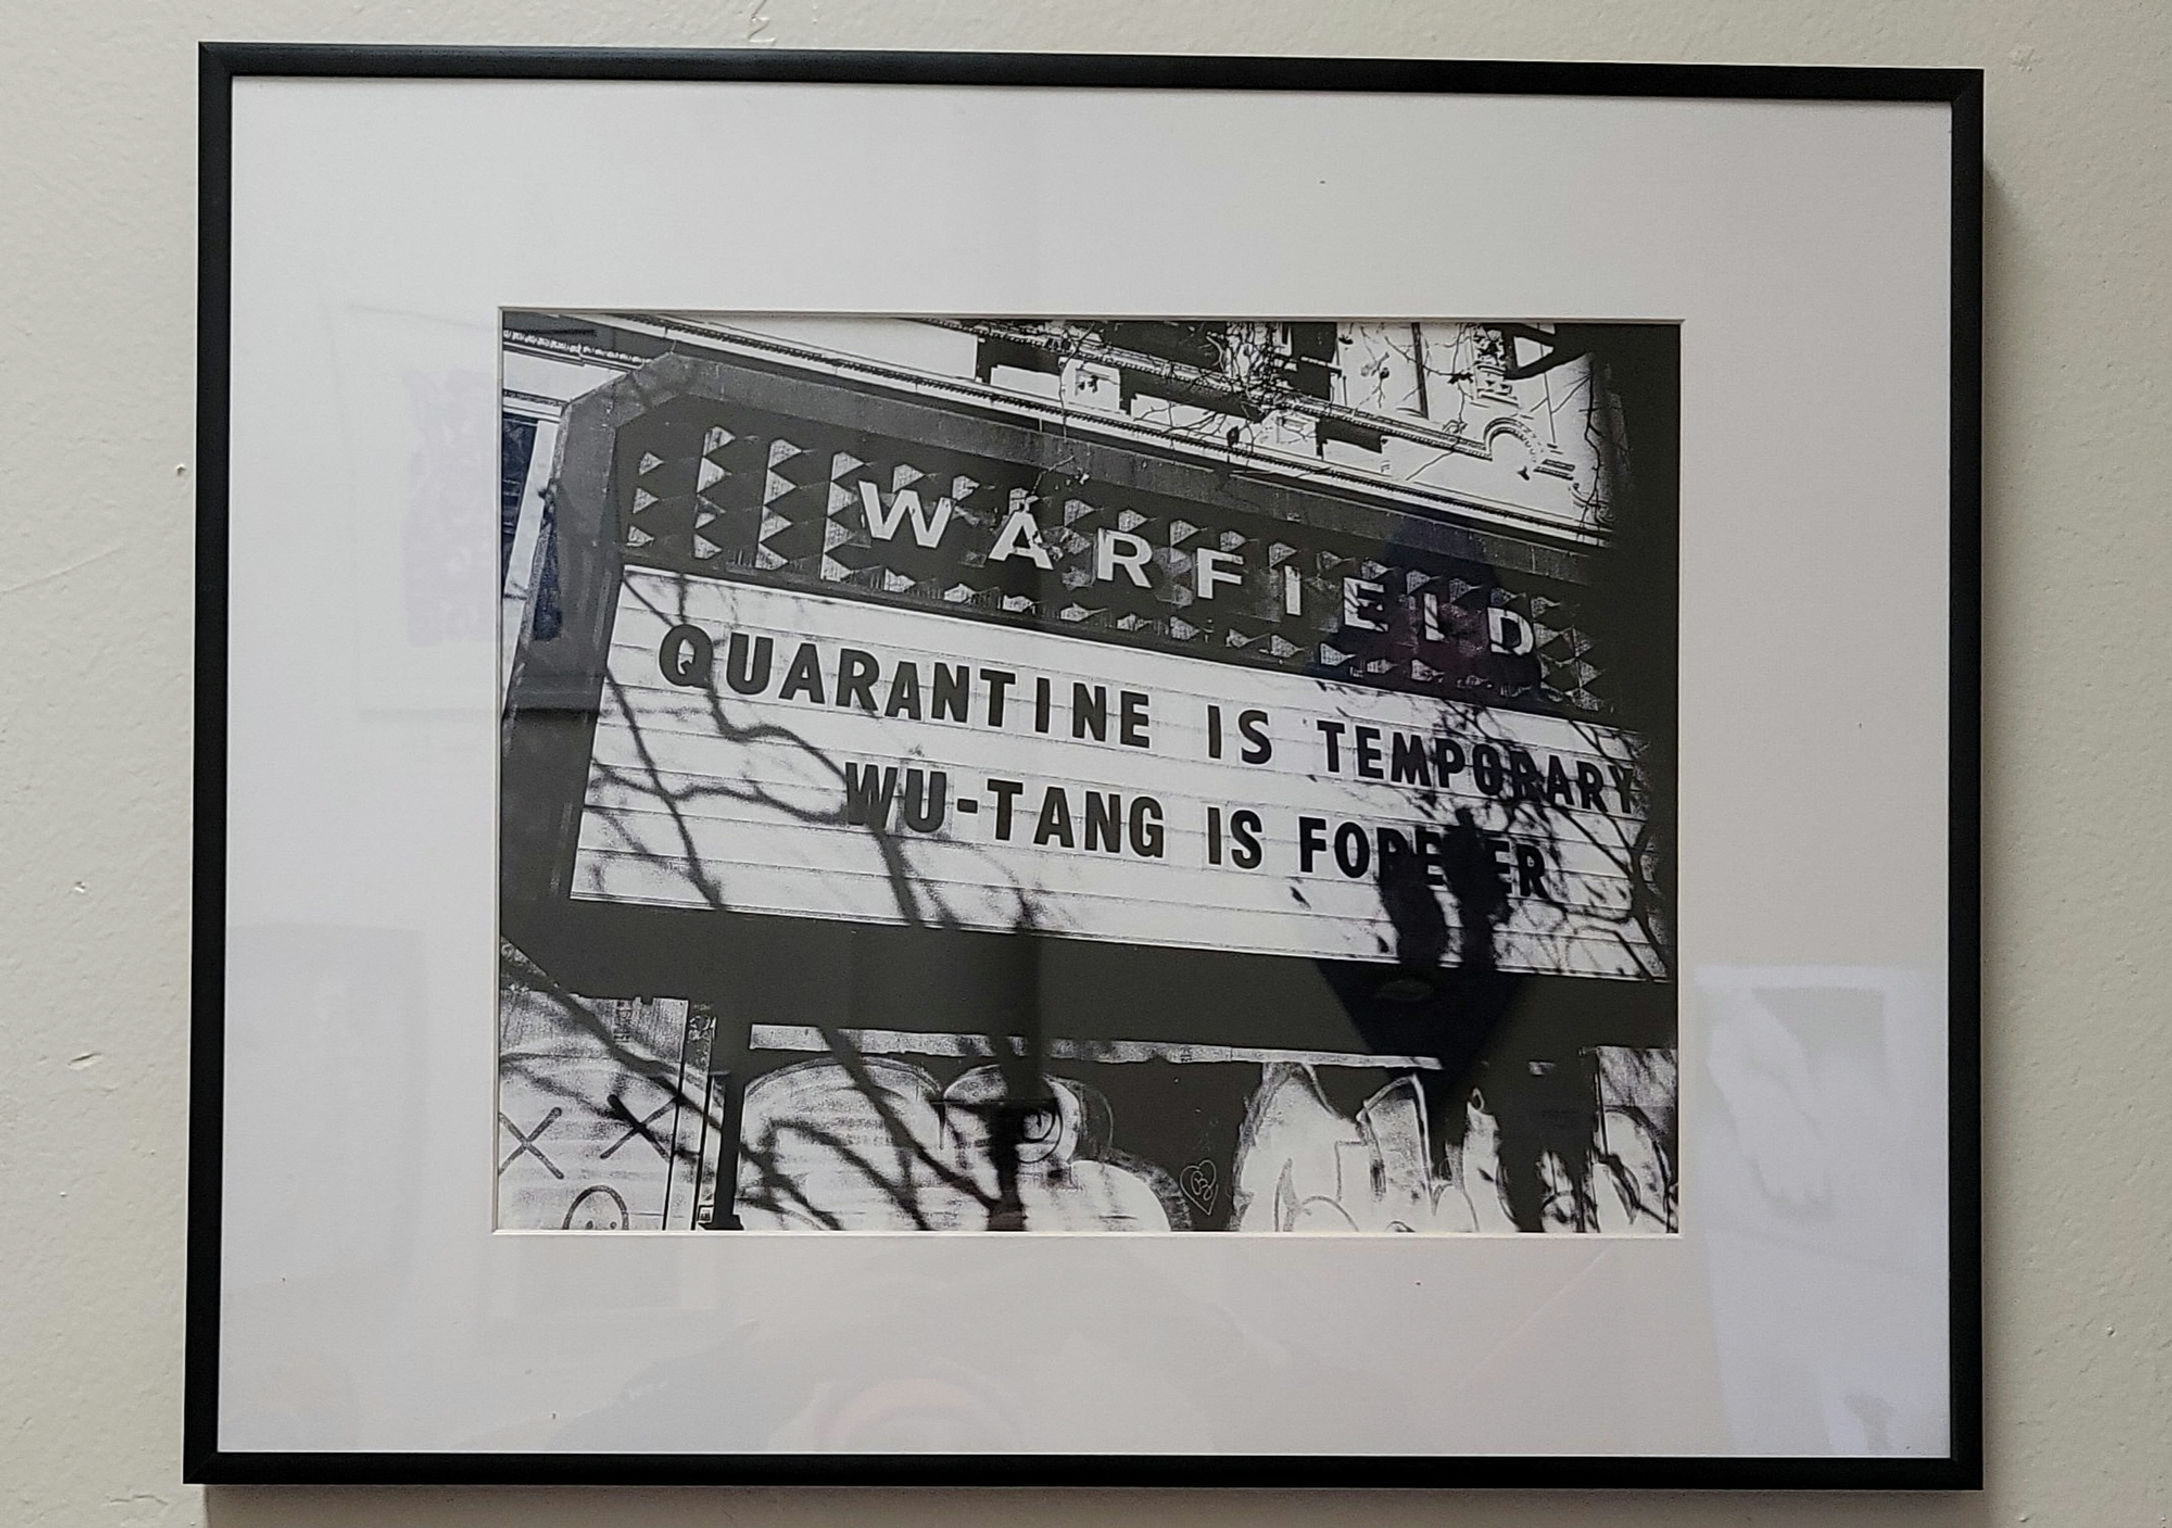 WARFIELD
QUARANTINE IS TEMPORARY
WU-TANG IS FOREVER